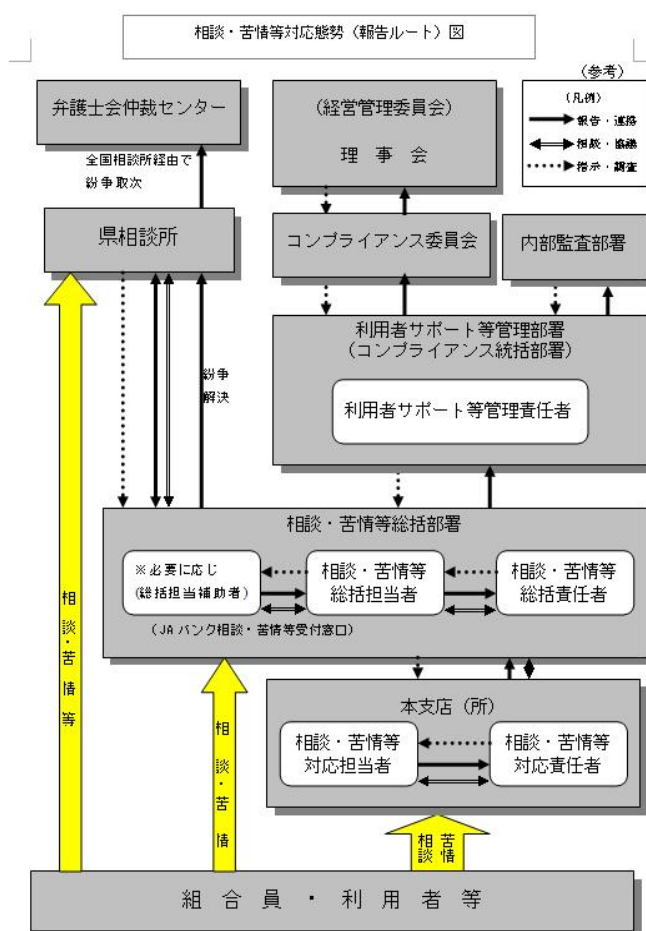 相談・苦情等対応態勢（報告ルート）図
（参考）
（凡例）
報告・連絡
相談・協議
指示・調査
弁護士会仲裁センター
（経営管理委員会）
理 事 会
全国相談所経由で
紛争取次
県相談所
コンプライアンス委員会
内部監査部署
利用者サポート等管理部署
（コンプライアンス統括部署）
利用者サポート等管理責任者
紛争
解決
相談・苦情等総括部署
※必要に応じ
（総括担当補助者）
相談・苦情等
総括担当者
相談・苦情等
総括責任者
（JAバンク相談・苦情等受付窓口）
本支店（所）
相談・苦情等
対応担当者
相談・苦情等
対応責任者
相談・苦情等
相談・苦情
相談
苦情
組 合 員 ・ 利 用 者 等